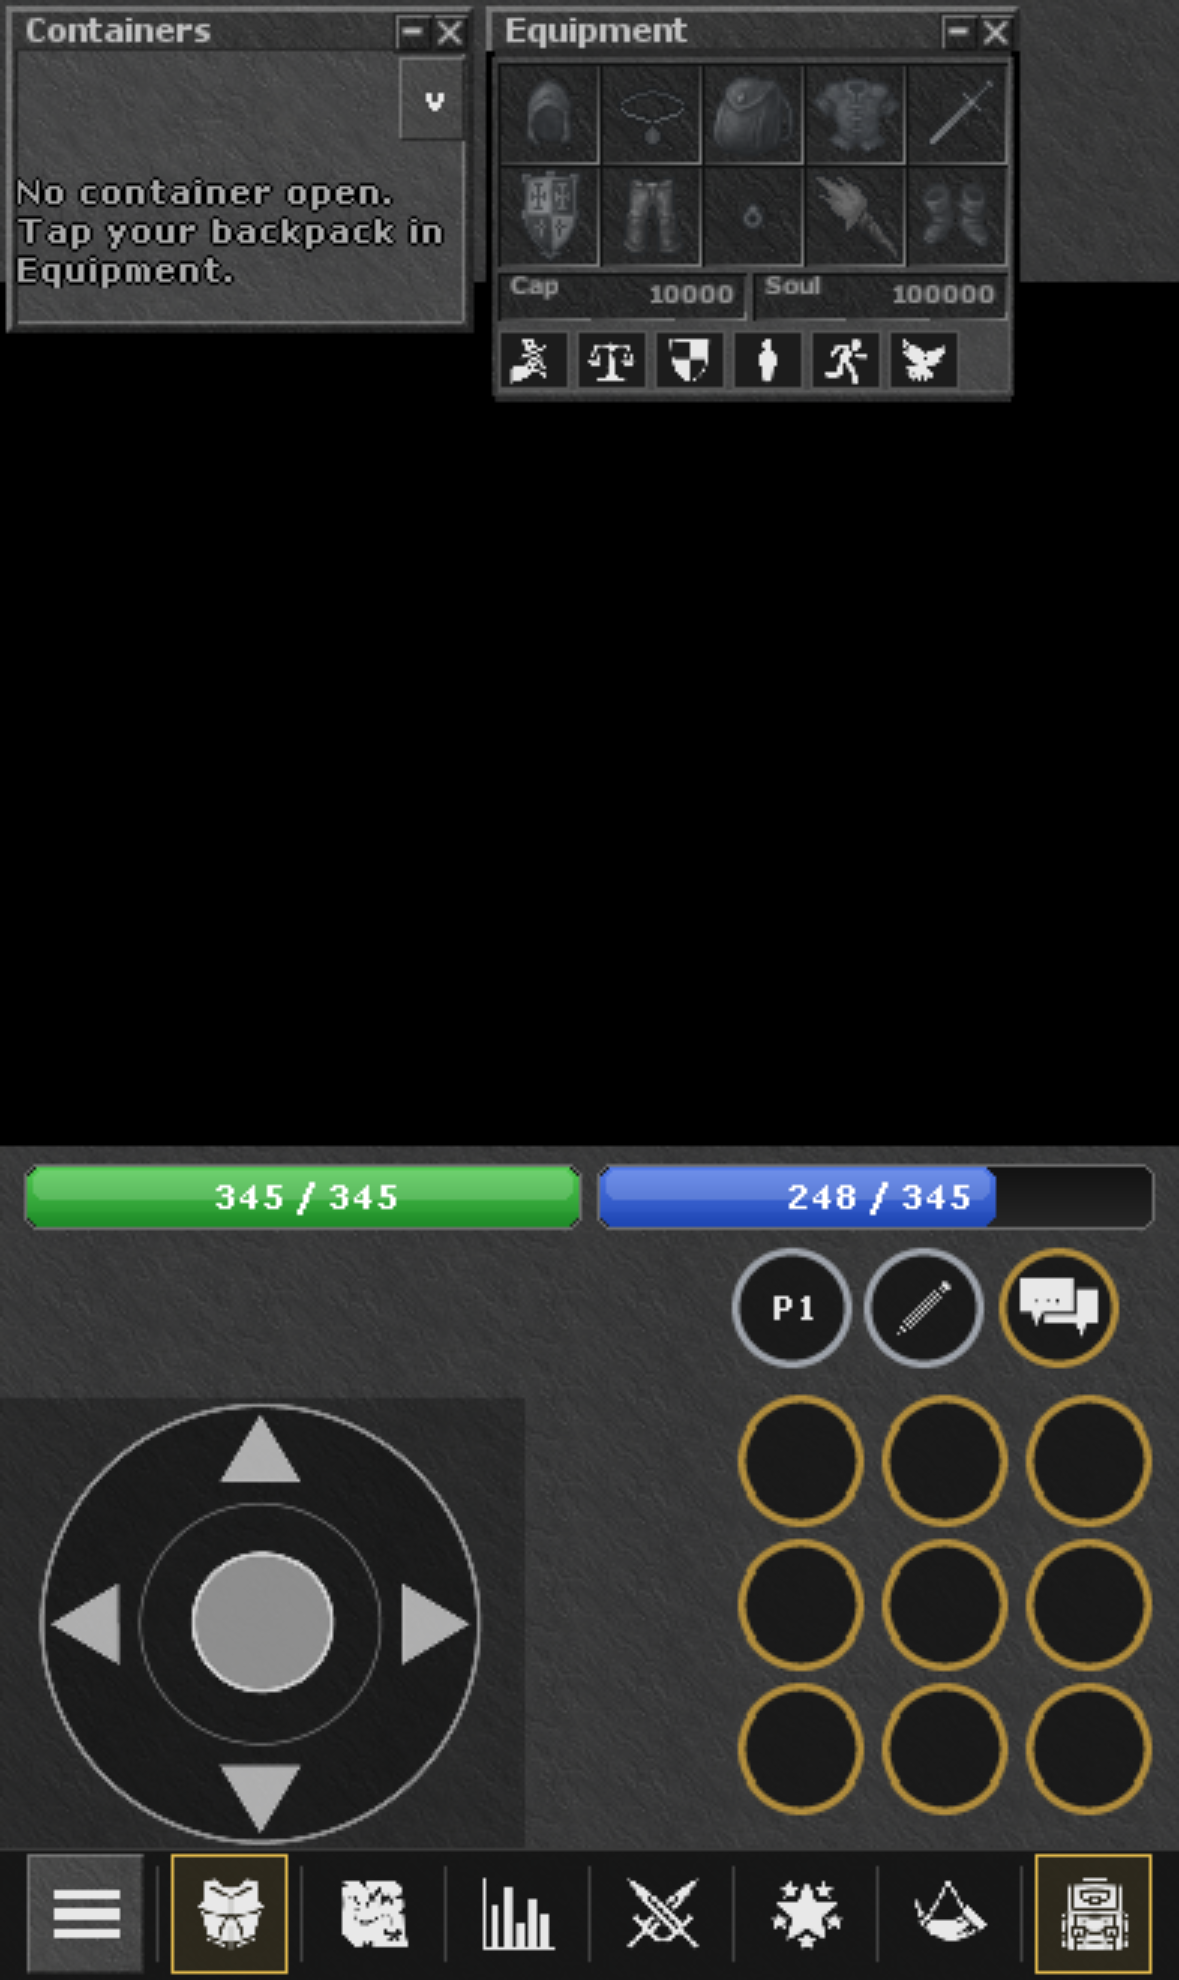 Containers
Equipment
v
No container open.
Tap your backpack in
Equipment.
Cap 10000
Soul 100000
345 / 345
248 / 345
P1